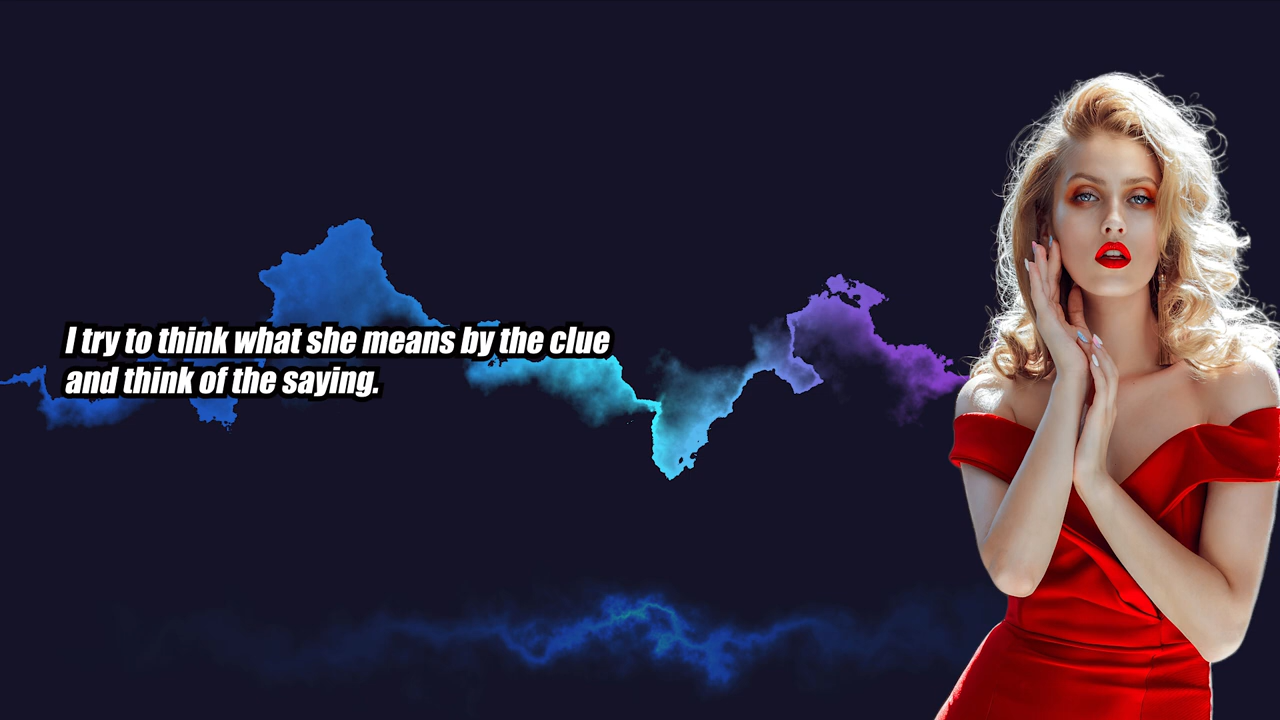 I try to think what she means by the clue
and think of the saying.